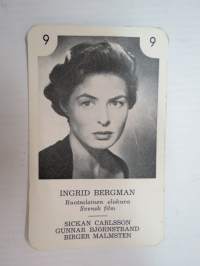 9 9
INGRID BERGMAN
Ruotsalainen elokuva
Svensk film
SICKAN CARLSSON
GUNNAR BJÖRNSTRAND
BIRGER MALMSTEN